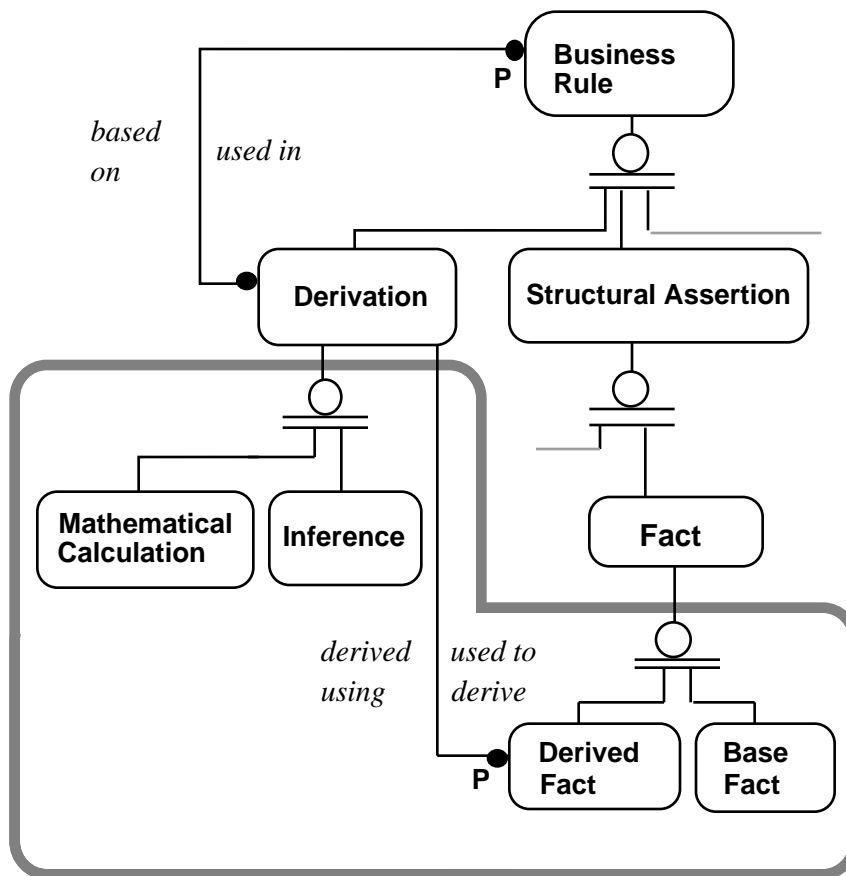 Business
Rule
P
based
on
used in
Derivation
Structural Assertion
Mathematical
Calculation
Inference
Fact
derived
using
used to
derive
P
Derived
Fact
Base
Fact